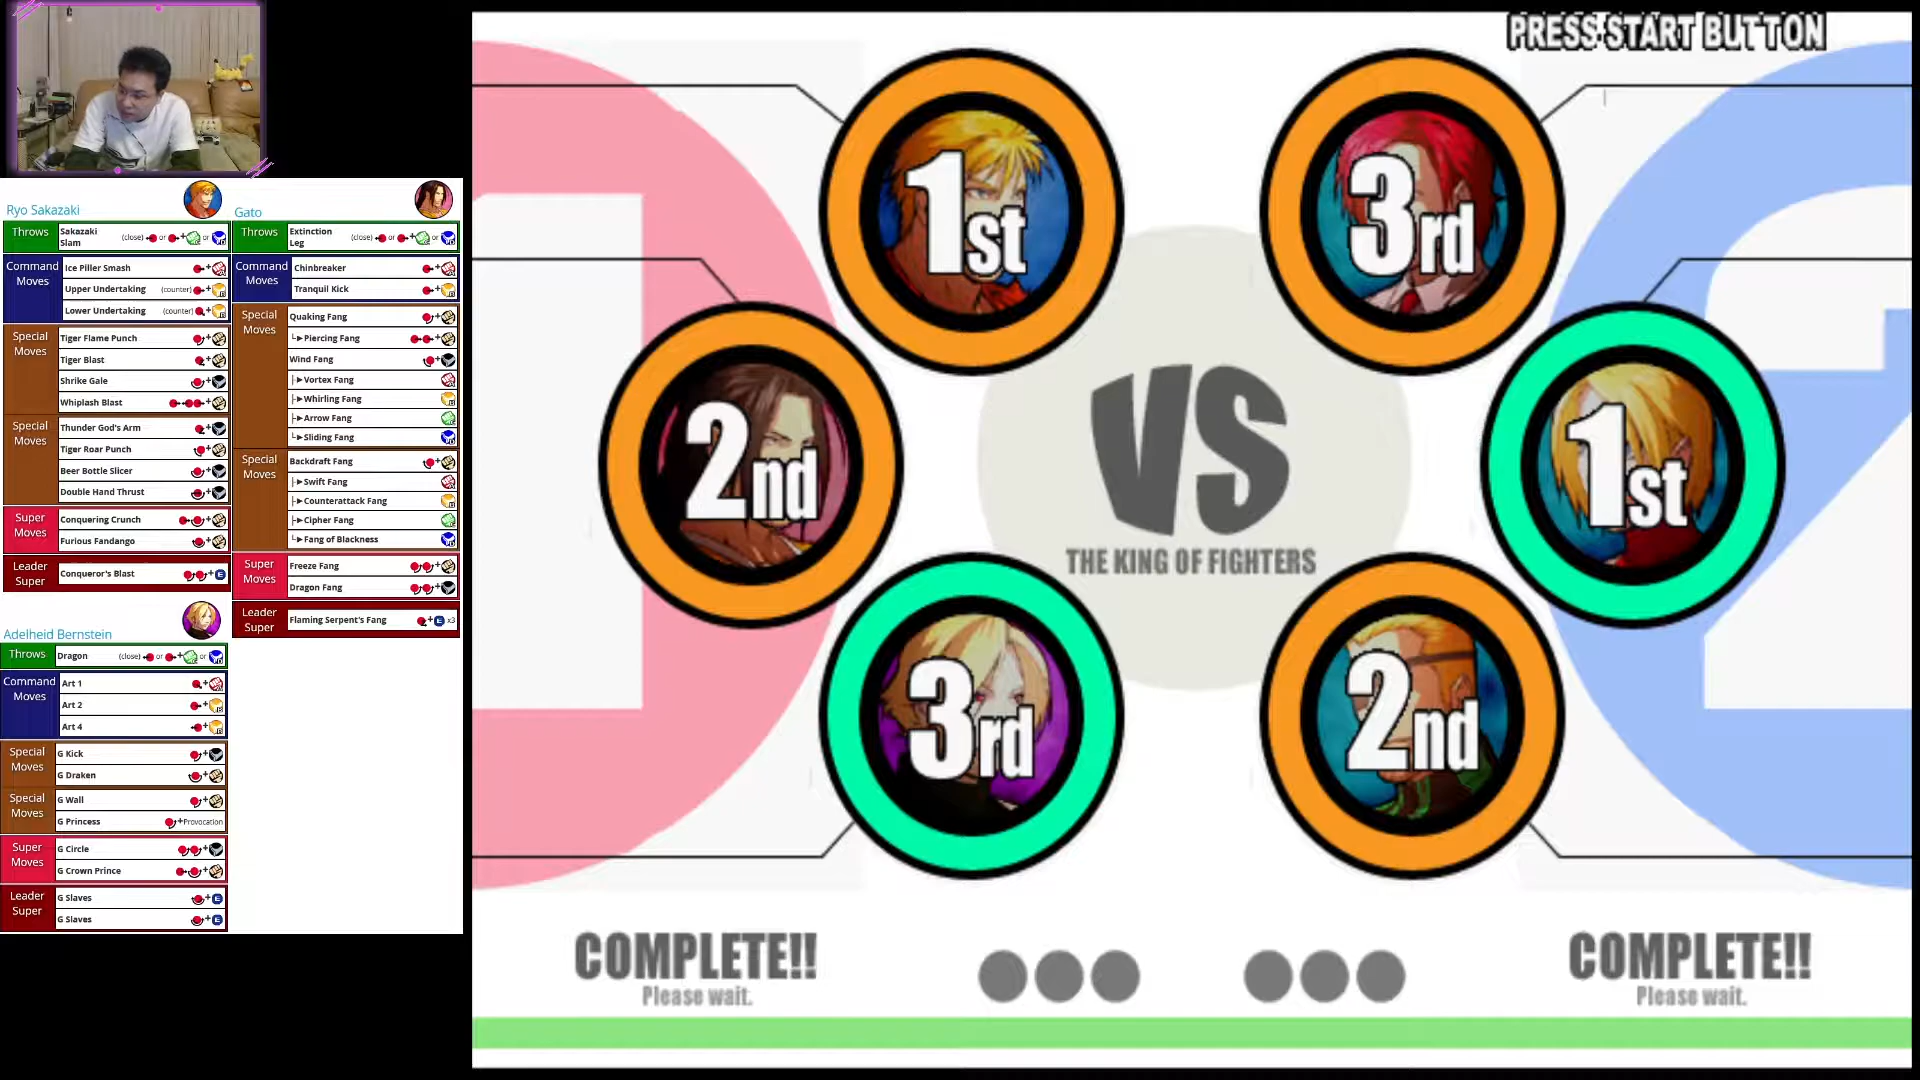 PRESS START BUTTON
Ryo Sakazaki
Throws
Sakazaki Slam (close) or + or
Command Moves
Ice Piller Smash +
Upper Undertaking (counter) +
Lower Undertaking (counter) +
Special Moves
Tiger Flame Punch +
Tiger Blast +
Shrike Gale +
Whiplash Blast +
Special Moves
Thunder God's Arm +
Tiger Roar Punch +
Beer Bottle Slicer +
Double Hand Thrust +
Super Moves
Conquering Crunch +
Furious Fandango +
Leader Super
Conqueror's Blast + E
Gato
Throws
Extinction Leg (close) or + or
Command Moves
Chinbreaker +
Tranquil Kick +
Special Moves
Quaking Fang +
Piercing Fang +
Wind Fang +
Vortex Fang
Whirling Fang
Arrow Fang
Sliding Fang
Special Moves
Backdraft Fang +
Swift Fang
Counterattack Fang
Cipher Fang
Fang of Blackness
Super Moves
Freeze Fang +
Dragon Fang +
Leader Super
Flaming Serpent's Fang + E x3
Adelheid Bernstein
Throws
Dragon (close) or + or
Command Moves
Art 1 +
Art 2 +
Art 4 +
Special Moves
G Kick +
G Draken +
Special Moves
G Wall +
G Princess +Provocation
Super Moves
G Circle +
G Crown Prince +
Leader Super
G Slaves + E
G Slaves + E
1st
2nd
3rd
VS
THE KING OF FIGHTERS
3rd
1st
2nd
COMPLETE!!
Please wait.
COMPLETE!!
Please wait.